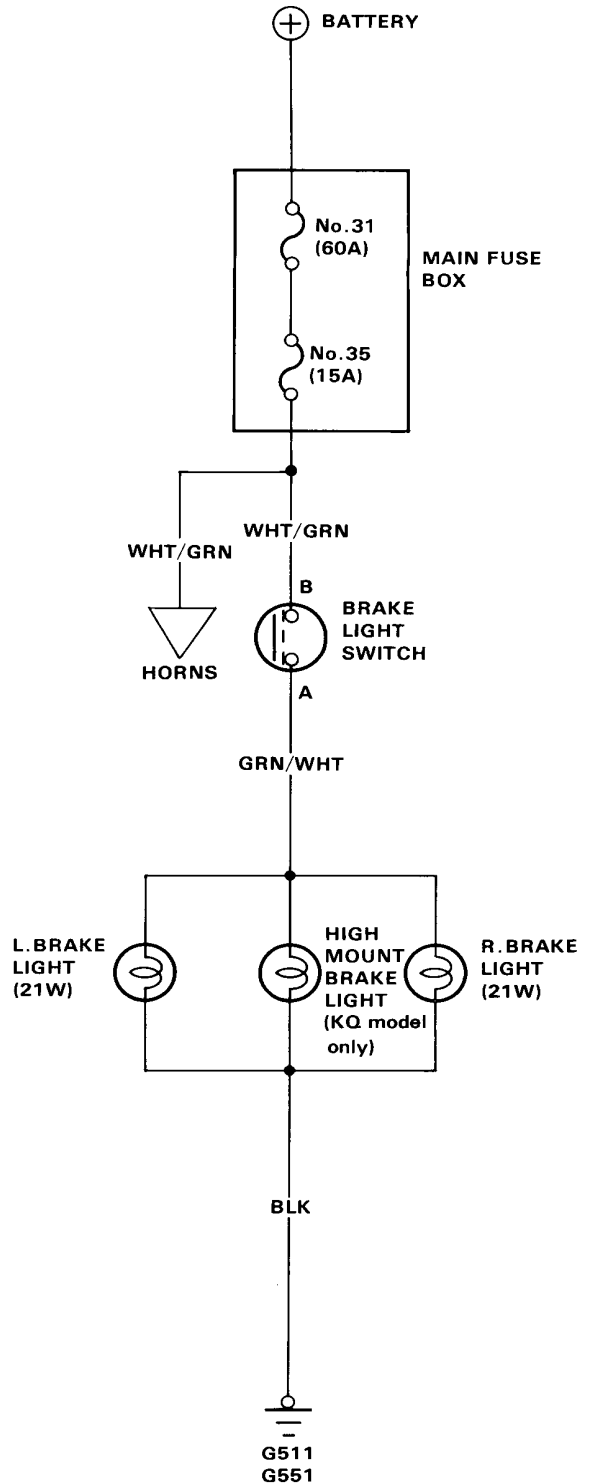 BATTERY
No.31
(60A)
MAIN FUSE
BOX
No.35
(15A)
WHT/GRN
WHT/GRN
B
BRAKE
LIGHT
SWITCH
HORNS
A
GRN/WHT
L.BRAKE
LIGHT
(21W)
HIGH
MOUNT
BRAKE
LIGHT
(KQ model
only)
R.BRAKE
LIGHT
(21W)
BLK
G511
G551